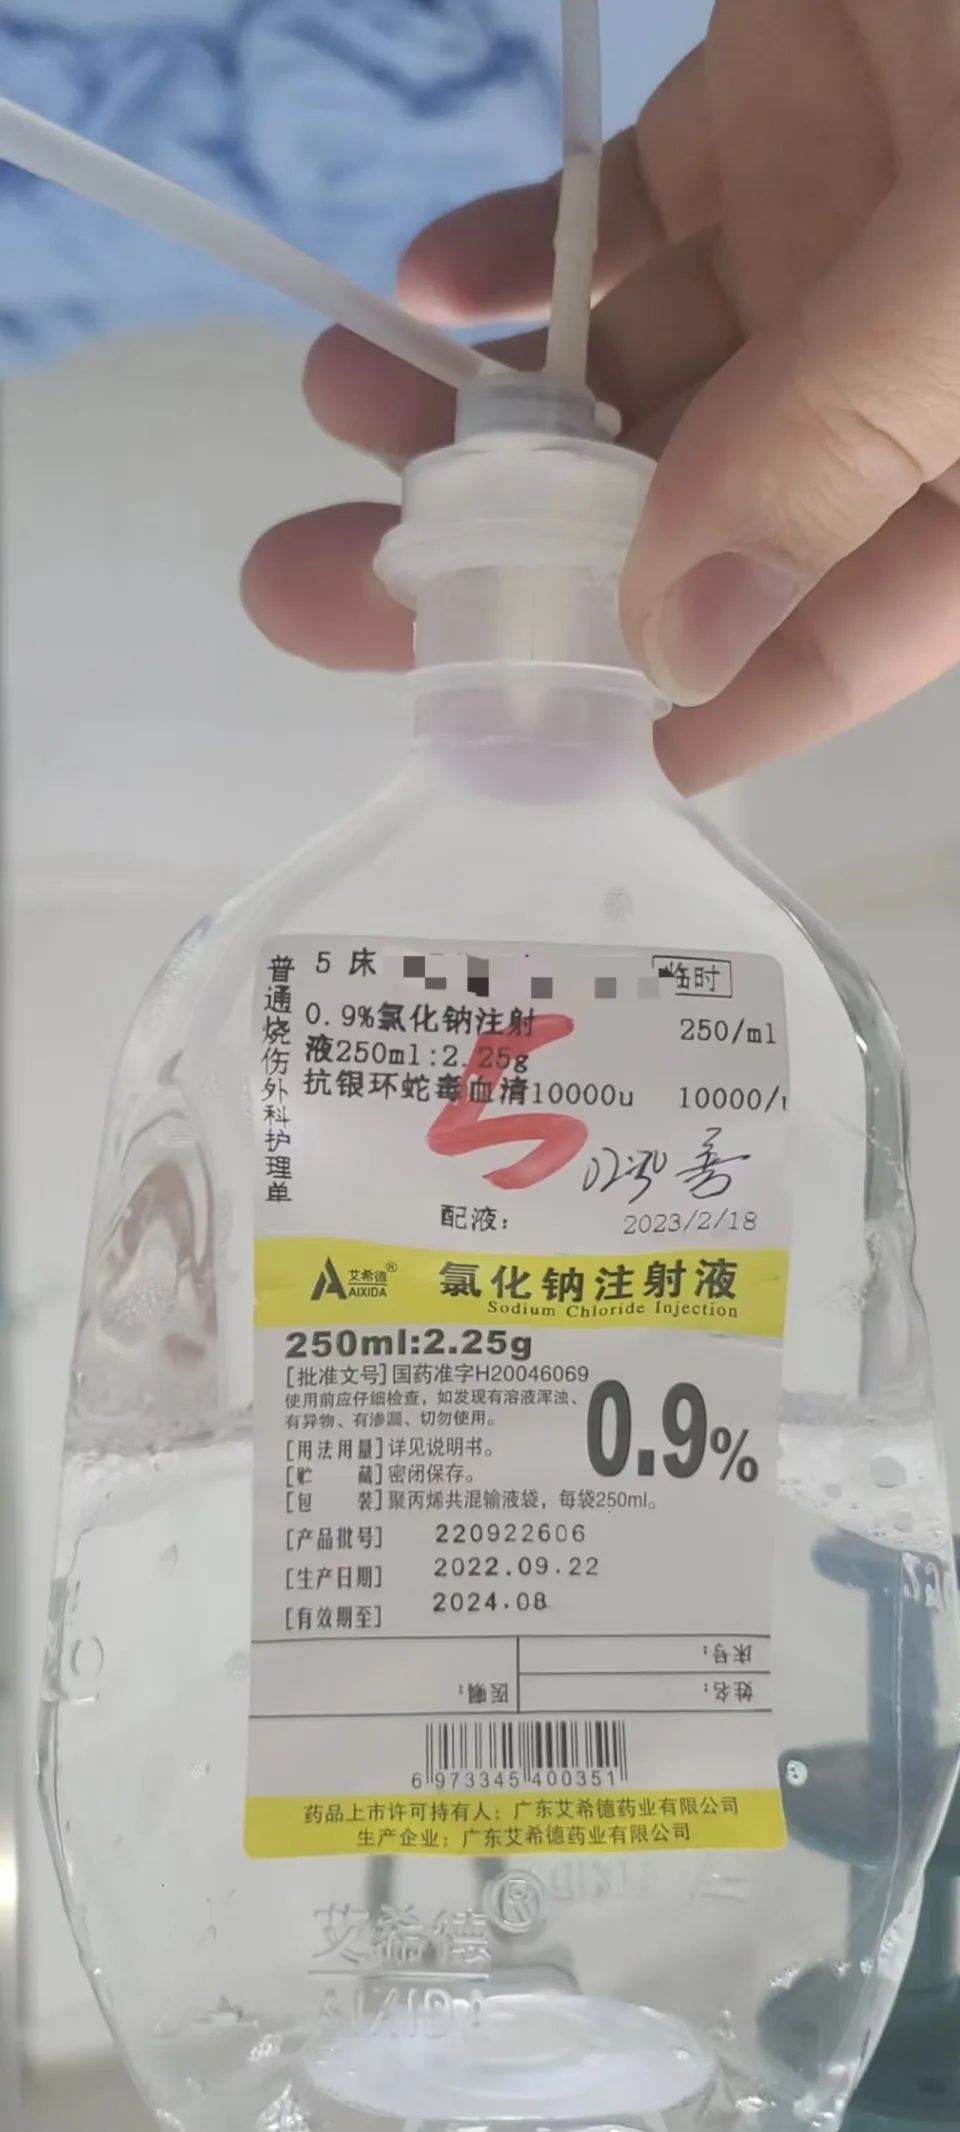 普通烧伤外科护理单
5 床
临时
0.9%氯化钠注射
液250ml:2.25g
250/ml
抗银环蛇毒血清10000u
10000/
5
配液:
2023/2/18
艾希德®
AIXIDA
氯化钠注射液
Sodium Chloride Injection
250ml:2.25g
[批准文号]国药准字H20046069
使用前应仔细检查，如发现有溶液浑浊、
有异物、有渗漏、切勿使用。
0.9%
[用法用量]详见说明书。
[贮 藏]密闭保存。
[包 装]聚丙烯共混输液袋，每袋250ml。
[产品批号] 220922606
[生产日期] 2022.09.22
[有效期至] 2024.08
床号:
姓名:
医嘱:
6 973345 400351
药品上市许可持有人：广东艾希德药业有限公司
生产企业：广东艾希德药业有限公司
艾希德®
AIXIDA